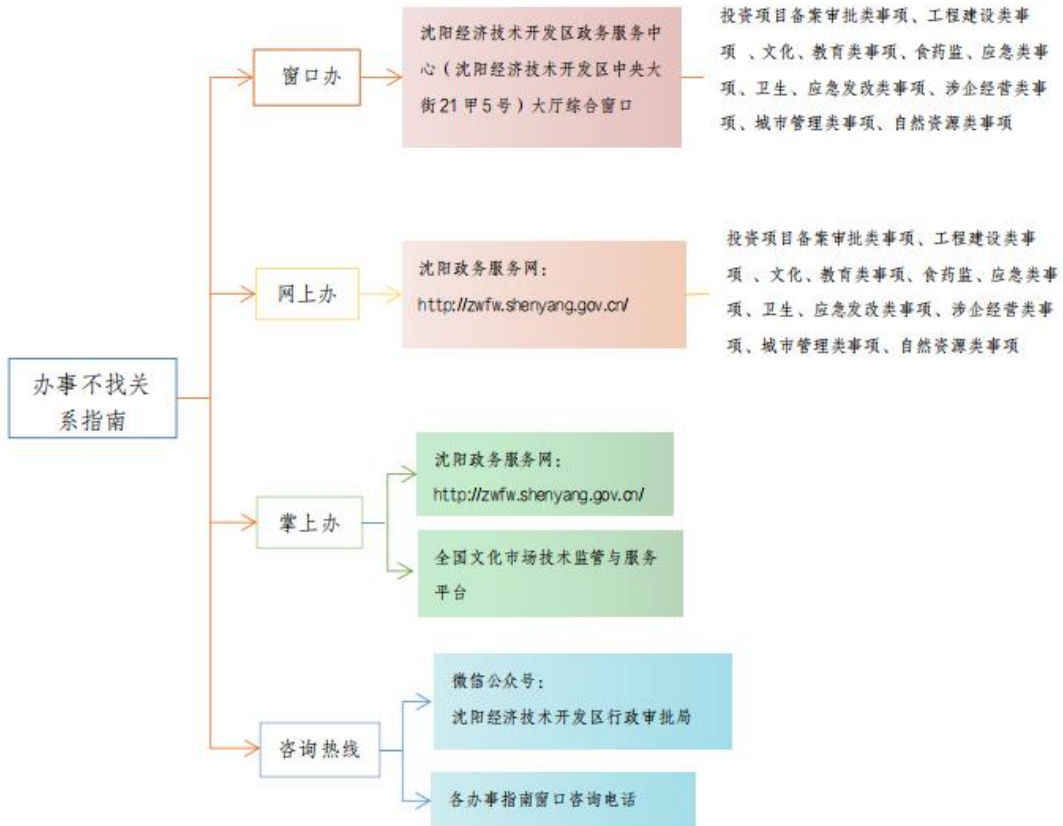 办事不找关
系指南
窗口办
沈阳经济技术开发区政务服务中
心（沈阳经济技术开发区中央大
街21甲5号）大厅综合窗口
投资项目备案审批类事项、工程建设类事
项 、文化、教育类事项、食药监、应急类事
项、卫生、应急发改类事项、涉企经营类事
项、城市管理类事项、自然资源类事项
网上办
沈阳政务服务网：
http://zwfw.shenyang.gov.cn/
投资项目备案审批类事项、工程建设类事
项 、文化、教育类事项、食药监、应急类事
项、卫生、应急发改类事项、涉企经营类事
项、城市管理类事项、自然资源类事项
掌上办
沈阳政务服务网：
http://zwfw.shenyang.gov.cn/
全国文化市场技术监管与服务
平台
咨询热线
微信公众号：
沈阳经济技术开发区行政审批局
各办事指南窗口咨询电话